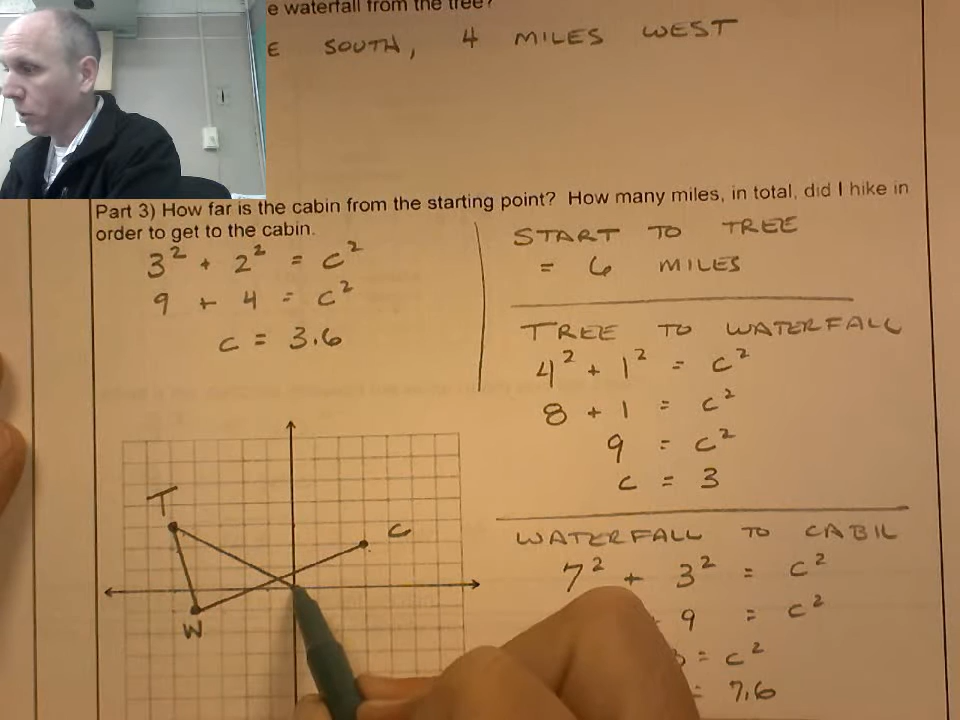 e waterfall from the tree?
E SOUTH, 4 MILES WEST
Part 3) How far is the cabin from the starting point? How many miles, in total, did I hike in
order to get to the cabin.
3² + 2² = c²
9 + 4 = c²
c = 3.6
START TO TREE
= 6 MILES
TREE TO WATERFALL
4² + 1² = c²
8 + 1 = c²
9 = c²
c = 3
WATERFALL TO CABIL
7² + 3² = c²
9 = c²
= c²
= 7.6
T
C
W